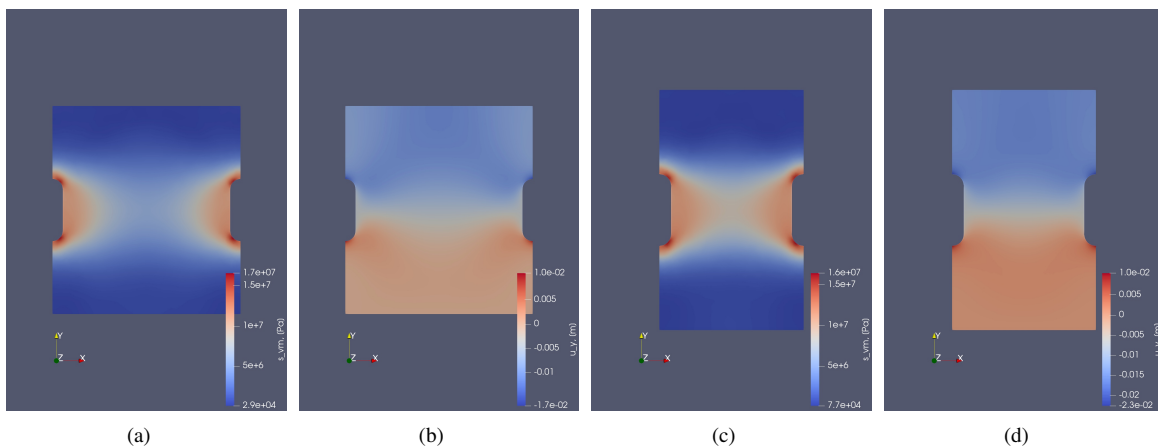 1.7e+07
1.5e+07
1e+7
5e+6
2.9e+04
s_vm, (Pa)
Y
Z
X
(a)
1.0e-02
0.005
0
-0.005
-0.01
-1.7e-02
u_y, (m)
Y
Z
X
(b)
1.6e+07
1.5e+07
1e+7
5e+6
7.7e+04
s_vm, (Pa)
Y
Z
X
(c)
1.0e-02
0.005
0
-0.005
-0.01
-0.015
-0.02
-2.3e-02
u_y, (m)
Y
Z
X
(d)